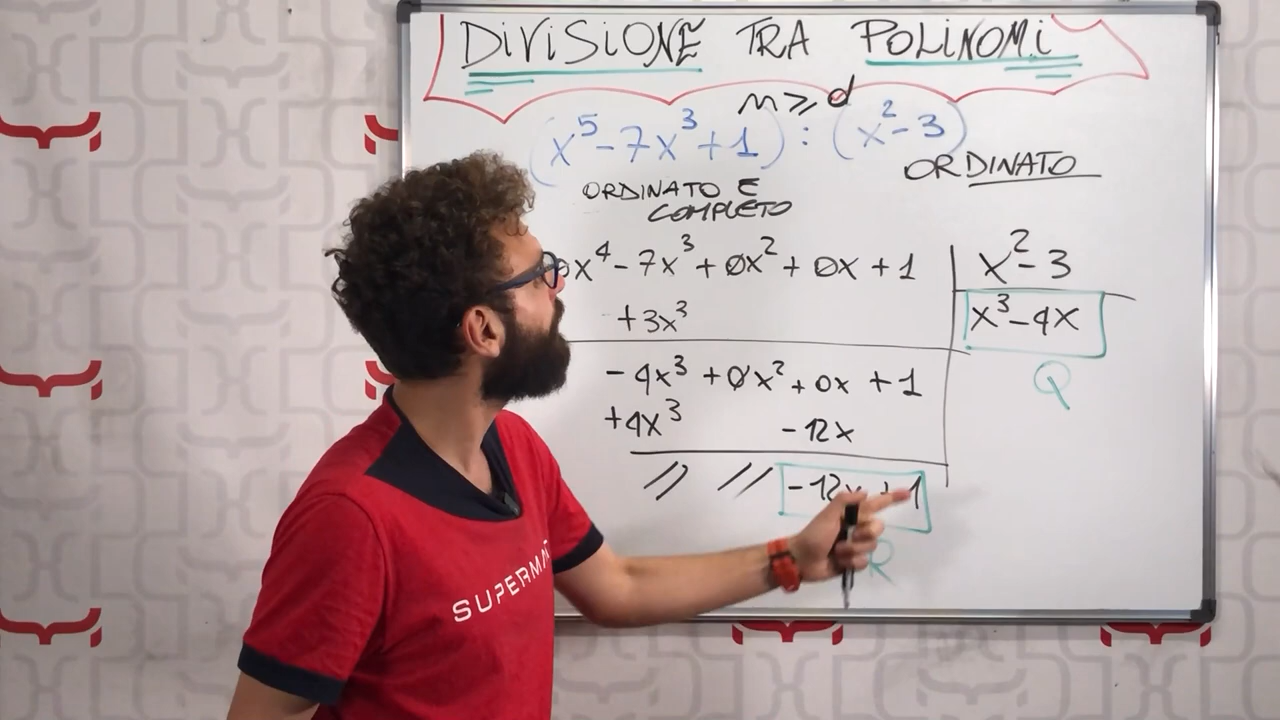 DIVISIONE TRA POLINOMI
n ≥ d
(x⁵ - 7x³ + 1) : (x² - 3)
ORDINATO
ORDINATO E
COMPLETO
0x⁴ - 7x³ + 0x² + 0x + 1
x² - 3
+3x³
x³ - 4x
Q
- 4x³ + 0x² + 0x + 1
+4x³ - 12x
// // - 12x + 1
R
SUPERMA